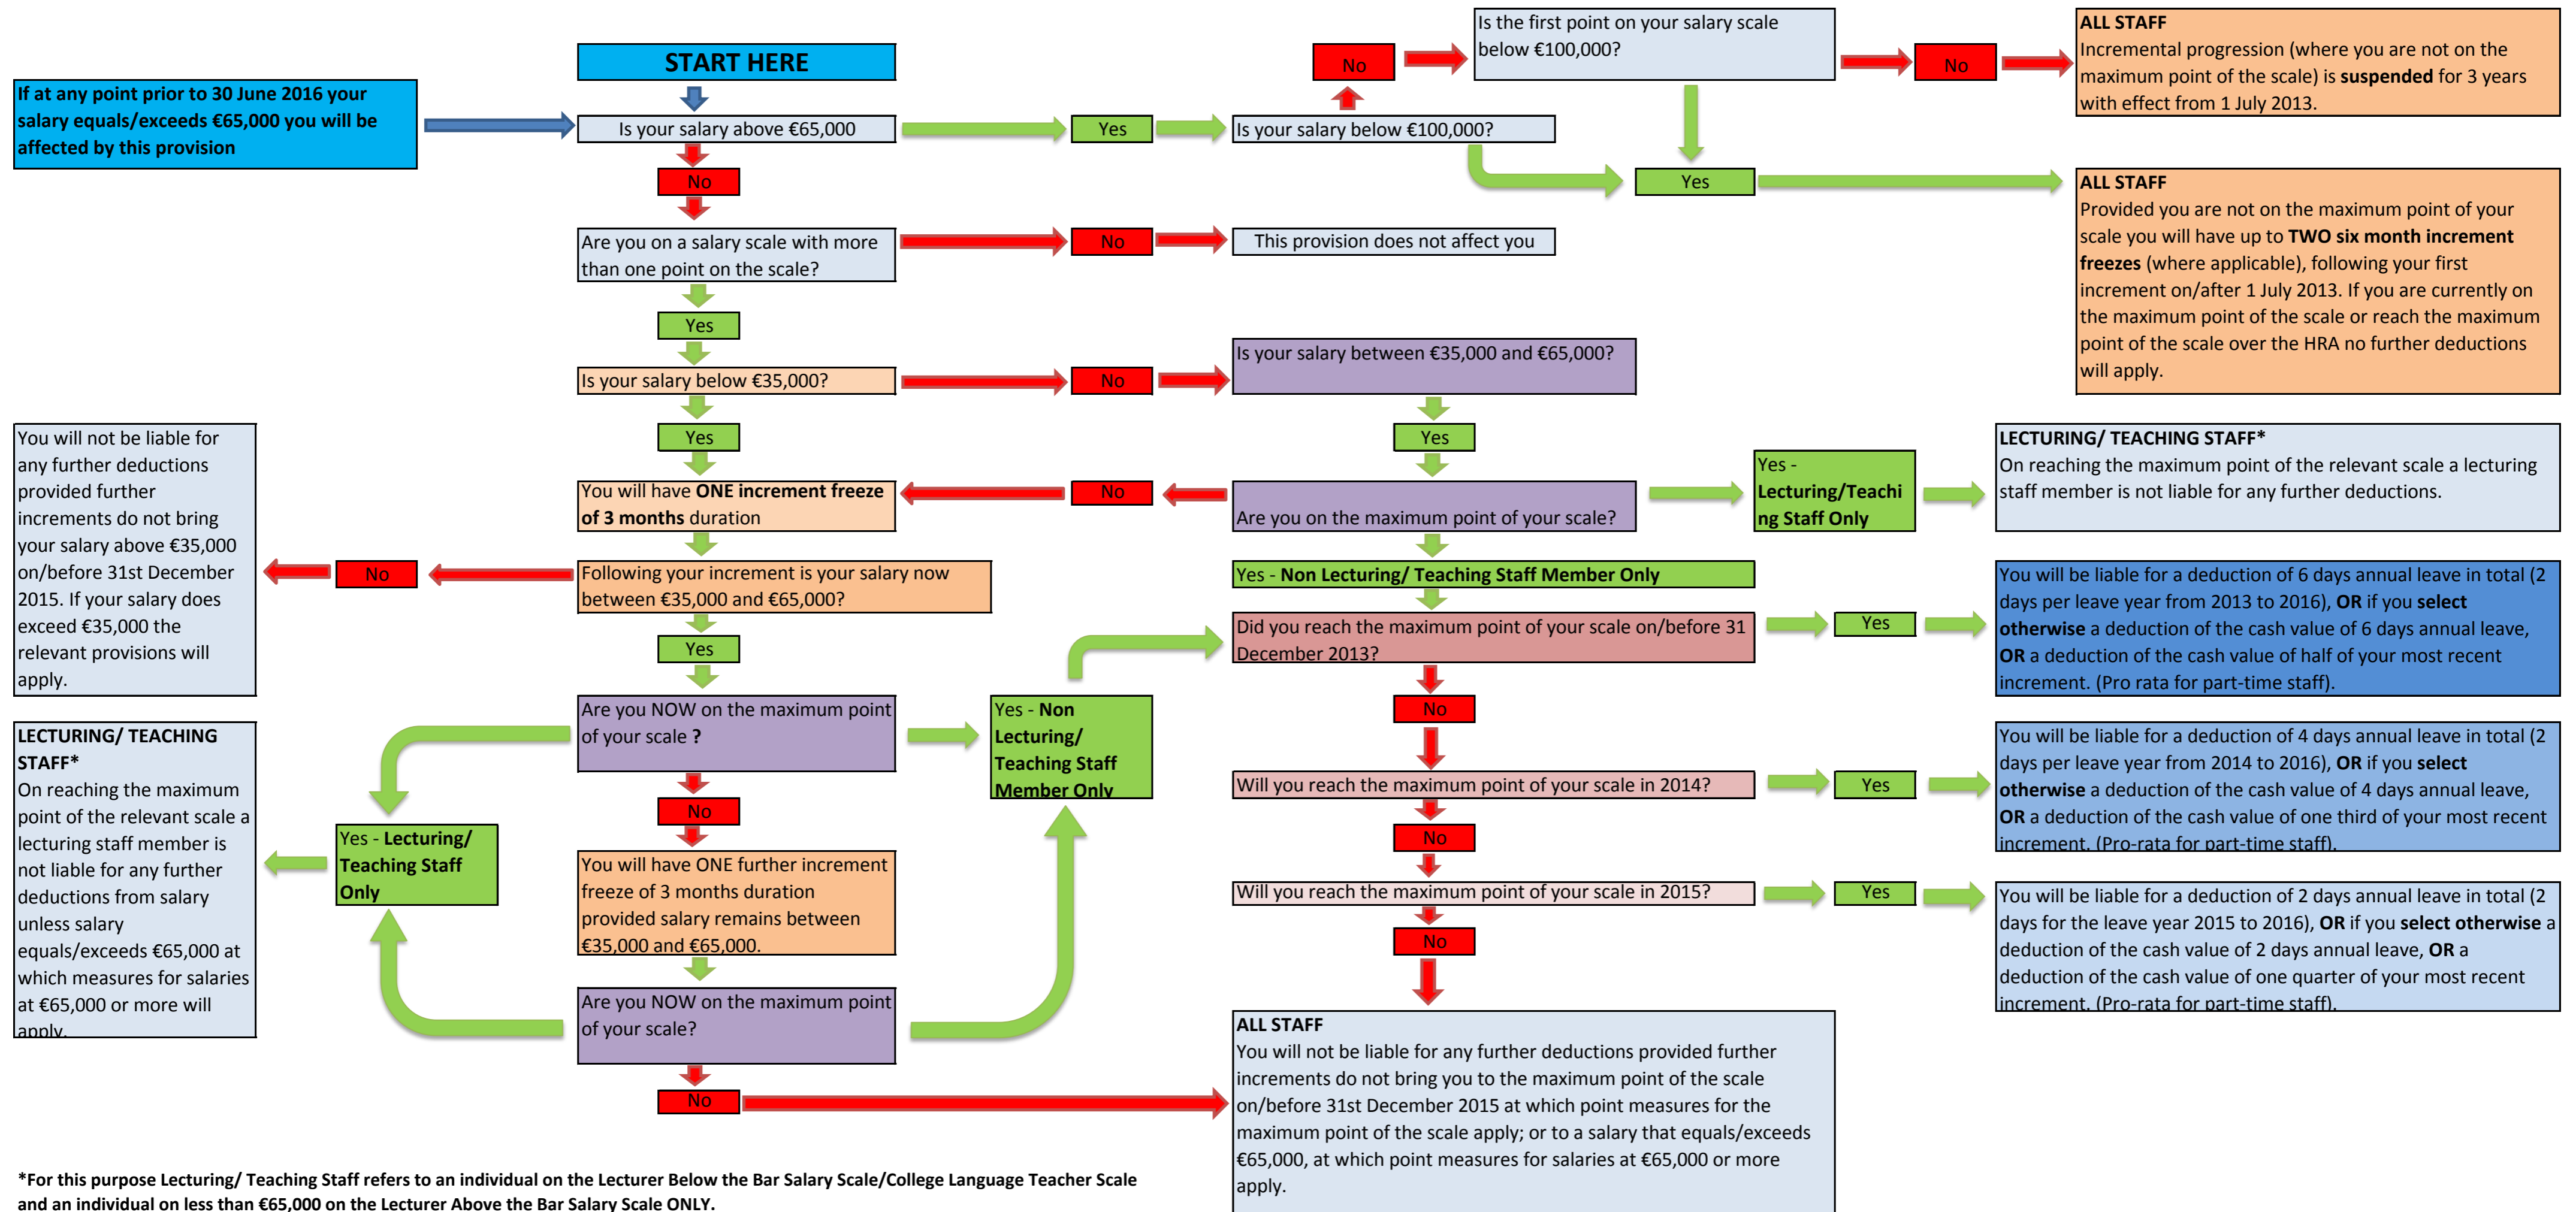 START HERE
If at any point prior to 30 June 2016 your
salary equals/exceeds €65,000 you will be
affected by this provision
Is your salary above €65,000
Yes
Is your salary below €100,000?
No
Is the first point on your salary scale
below €100,000?
No
ALL STAFF
Incremental progression (where you are not on the
maximum point of the scale) is suspended for 3 years
with effect from 1 July 2013.
Yes
ALL STAFF
Provided you are not on the maximum point of your
scale you will have up to TWO six month increment
freezes (where applicable), following your first
increment on/after 1 July 2013. If you are currently on
the maximum point of the scale or reach the maximum
point of the scale over the HRA no further deductions
will apply.
No
Are you on a salary scale with more
than one point on the scale?
No
This provision does not affect you
Yes
Is your salary below €35,000?
No
Is your salary between €35,000 and €65,000?
Yes
Yes
You will have ONE increment freeze
of 3 months duration
No
Are you on the maximum point of your scale?
Yes -
Lecturing/Teachi
ng Staff Only
LECTURING/ TEACHING STAFF*
On reaching the maximum point of the relevant scale a lecturing
staff member is not liable for any further deductions.
You will not be liable for
any further deductions
provided further
increments do not bring
your salary above €35,000
on/before 31st December
2015. If your salary does
exceed €35,000 the
relevant provisions will
apply.
No
Following your increment is your salary now
between €35,000 and €65,000?
Yes - Non Lecturing/ Teaching Staff Member Only
Did you reach the maximum point of your scale on/before 31
December 2013?
Yes
You will be liable for a deduction of 6 days annual leave in total (2
days per leave year from 2013 to 2016), OR if you select
otherwise a deduction of the cash value of 6 days annual leave,
OR a deduction of the cash value of half of your most recent
increment. (Pro rata for part-time staff).
Yes
Are you NOW on the maximum point
of your scale ?
Yes - Non
Lecturing/
Teaching Staff
Member Only
No
Will you reach the maximum point of your scale in 2014?
Yes
You will be liable for a deduction of 4 days annual leave in total (2
days per leave year from 2014 to 2016), OR if you select
otherwise a deduction of the cash value of 4 days annual leave,
OR a deduction of the cash value of one third of your most recent
increment. (Pro-rata for part-time staff).
LECTURING/ TEACHING
STAFF*
On reaching the maximum
point of the relevant scale a
lecturing staff member is
not liable for any further
deductions from salary
unless salary
equals/exceeds €65,000 at
which measures for salaries
at €65,000 or more will
apply.
Yes - Lecturing/
Teaching Staff
Only
No
You will have ONE further increment
freeze of 3 months duration
provided salary remains between
€35,000 and €65,000.
No
Will you reach the maximum point of your scale in 2015?
Yes
You will be liable for a deduction of 2 days annual leave in total (2
days for the leave year 2015 to 2016), OR if you select otherwise a
deduction of the cash value of 2 days annual leave, OR a
deduction of the cash value of one quarter of your most recent
increment. (Pro-rata for part-time staff).
No
Are you NOW on the maximum point
of your scale?
No
ALL STAFF
You will not be liable for any further deductions provided further
increments do not bring you to the maximum point of the scale
on/before 31st December 2015 at which point measures for the
maximum point of the scale apply; or to a salary that equals/exceeds
€65,000, at which point measures for salaries at €65,000 or more
apply.
*For this purpose Lecturing/ Teaching Staff refers to an individual on the Lecturer Below the Bar Salary Scale/College Language Teacher Scale
and an individual on less than €65,000 on the Lecturer Above the Bar Salary Scale ONLY.